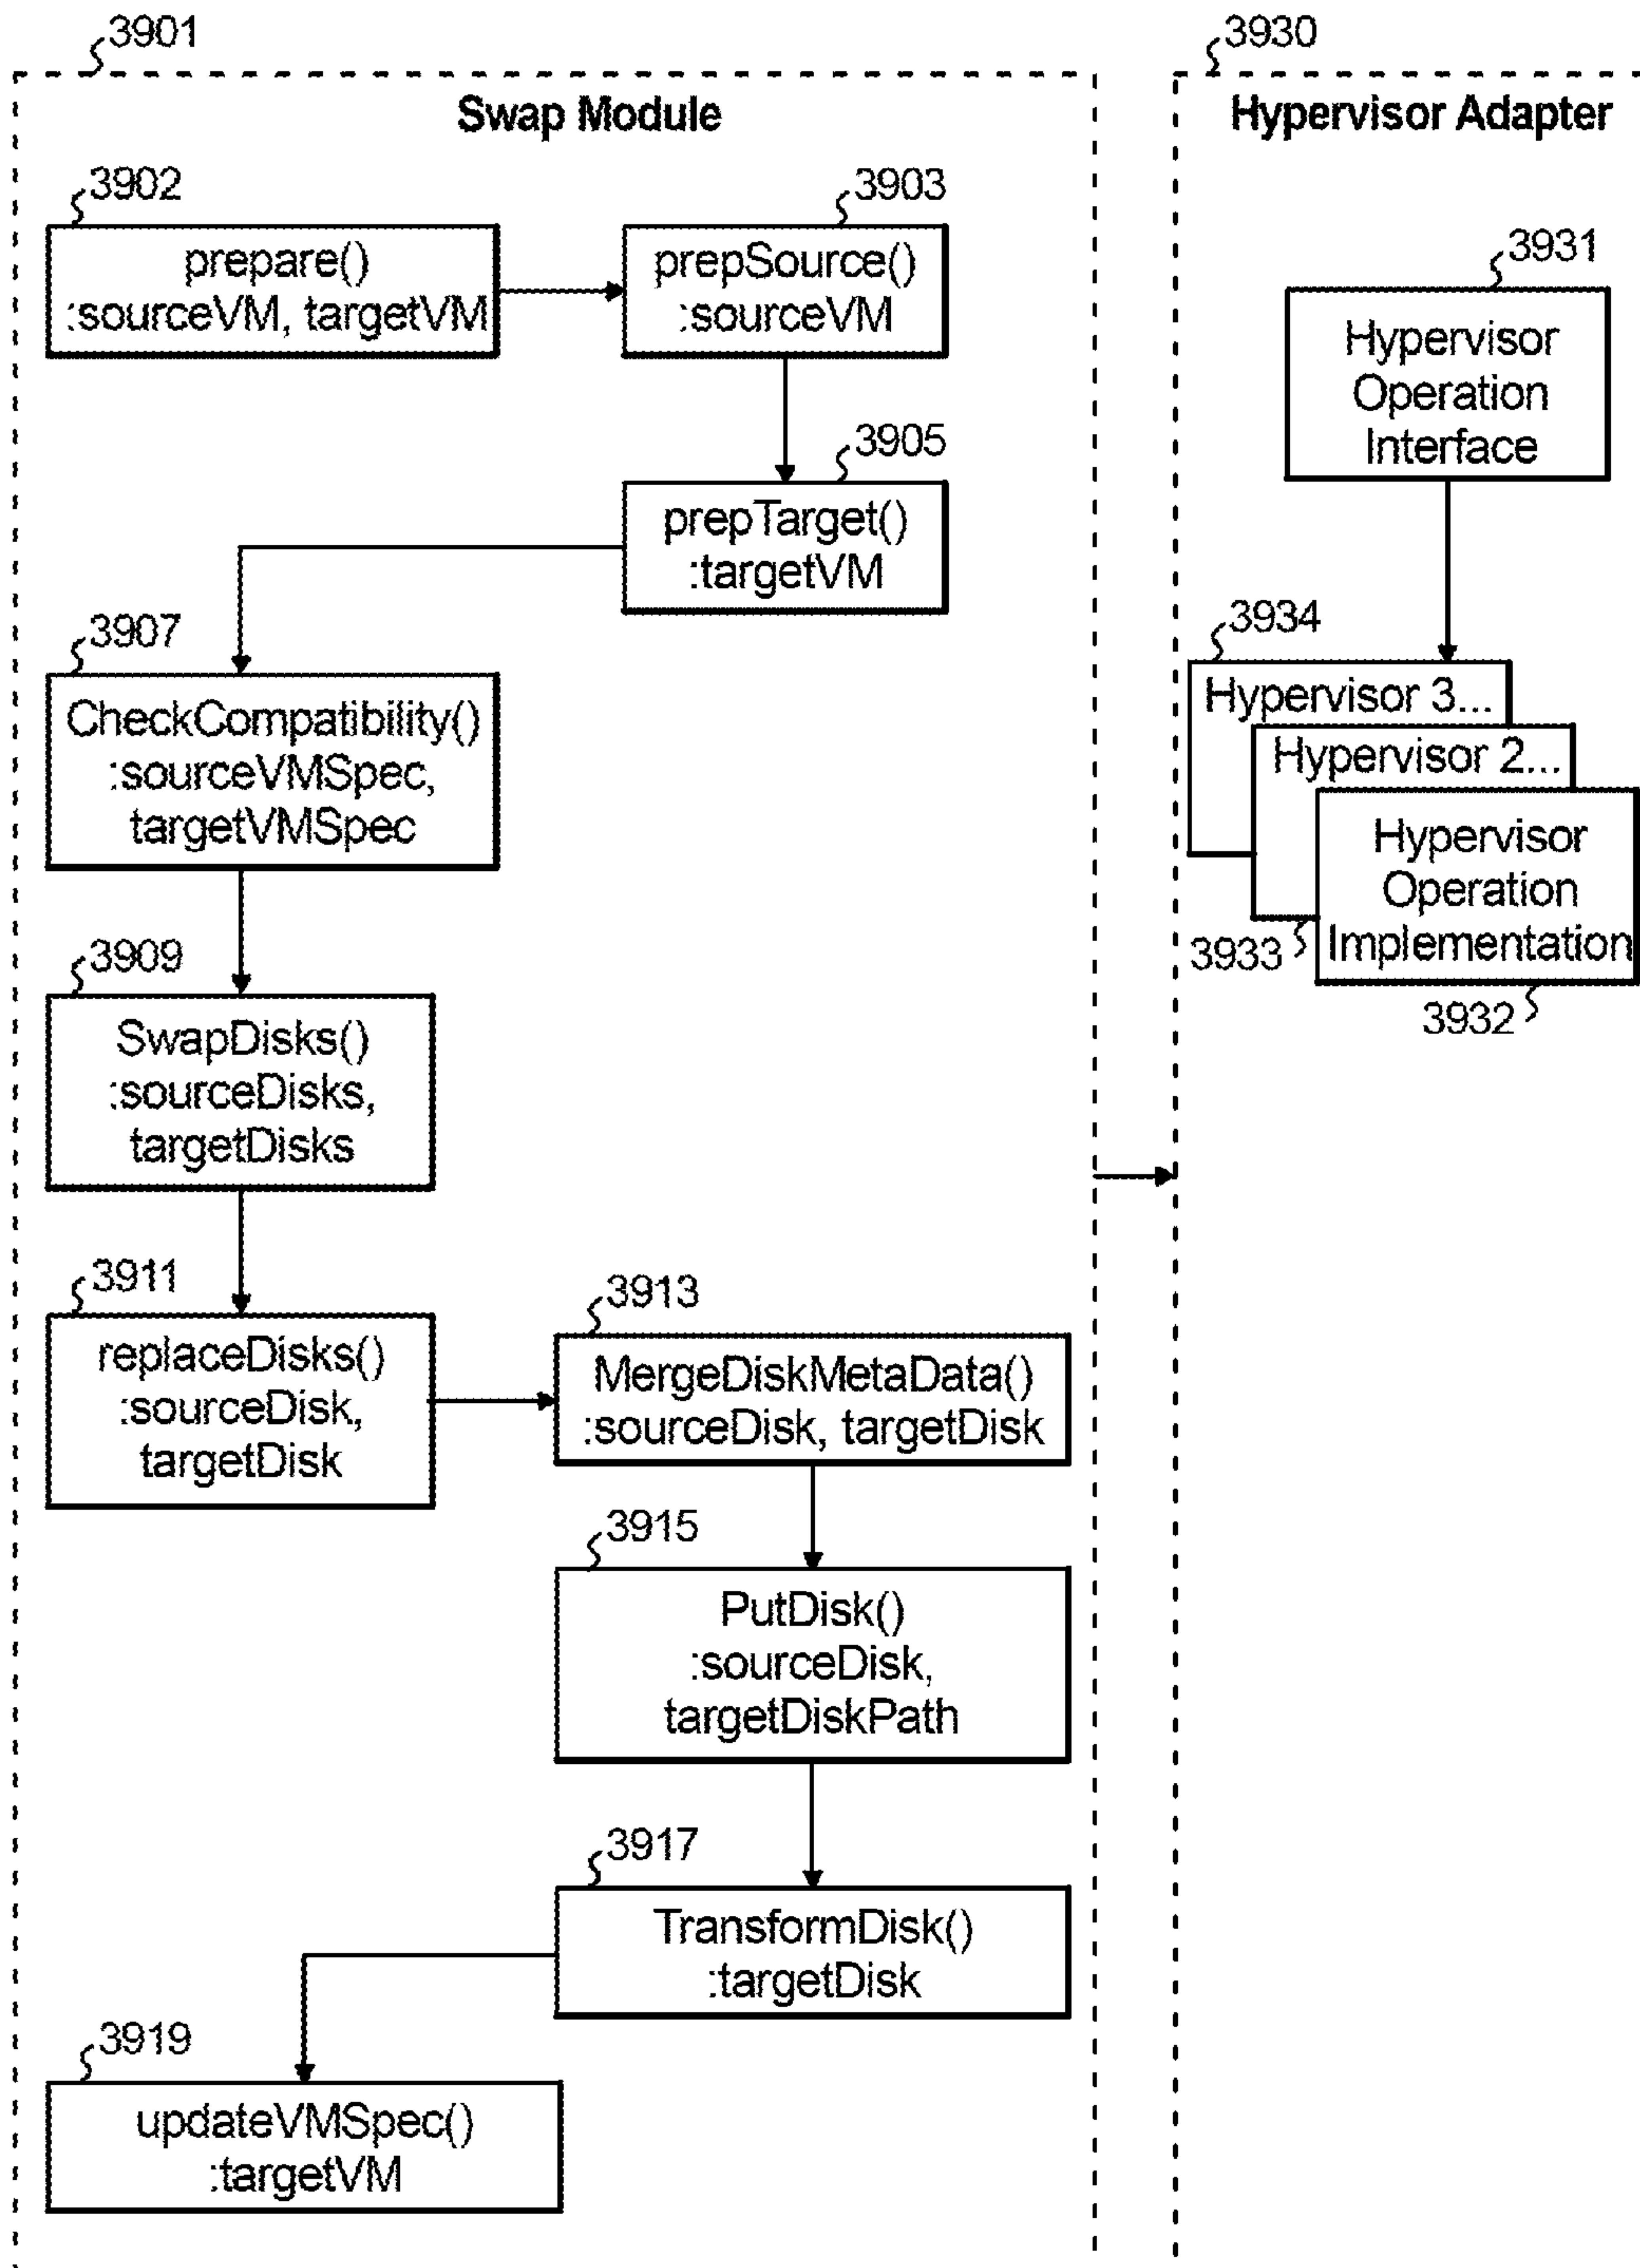 3901
Swap Module
3902
prepare()
:sourceVM, targetVM
3903
prepSource()
:sourceVM
3905
prepTarget()
:targetVM
3907
CheckCompatibility()
:sourceVMSpec,
targetVMSpec
3909
SwapDisks()
:sourceDisks,
targetDisks
3911
replaceDisks()
:sourceDisk,
targetDisk
3913
MergeDiskMetaData()
:sourceDisk, targetDisk
3915
PutDisk()
:sourceDisk,
targetDiskPath
3917
TransformDisk()
:targetDisk
3919
updateVMSpec()
:targetVM
3930
Hypervisor Adapter
3931
Hypervisor
Operation
Interface
3934
Hypervisor 3...
Hypervisor 2...
Hypervisor
Operation
Implementation
3933
3932